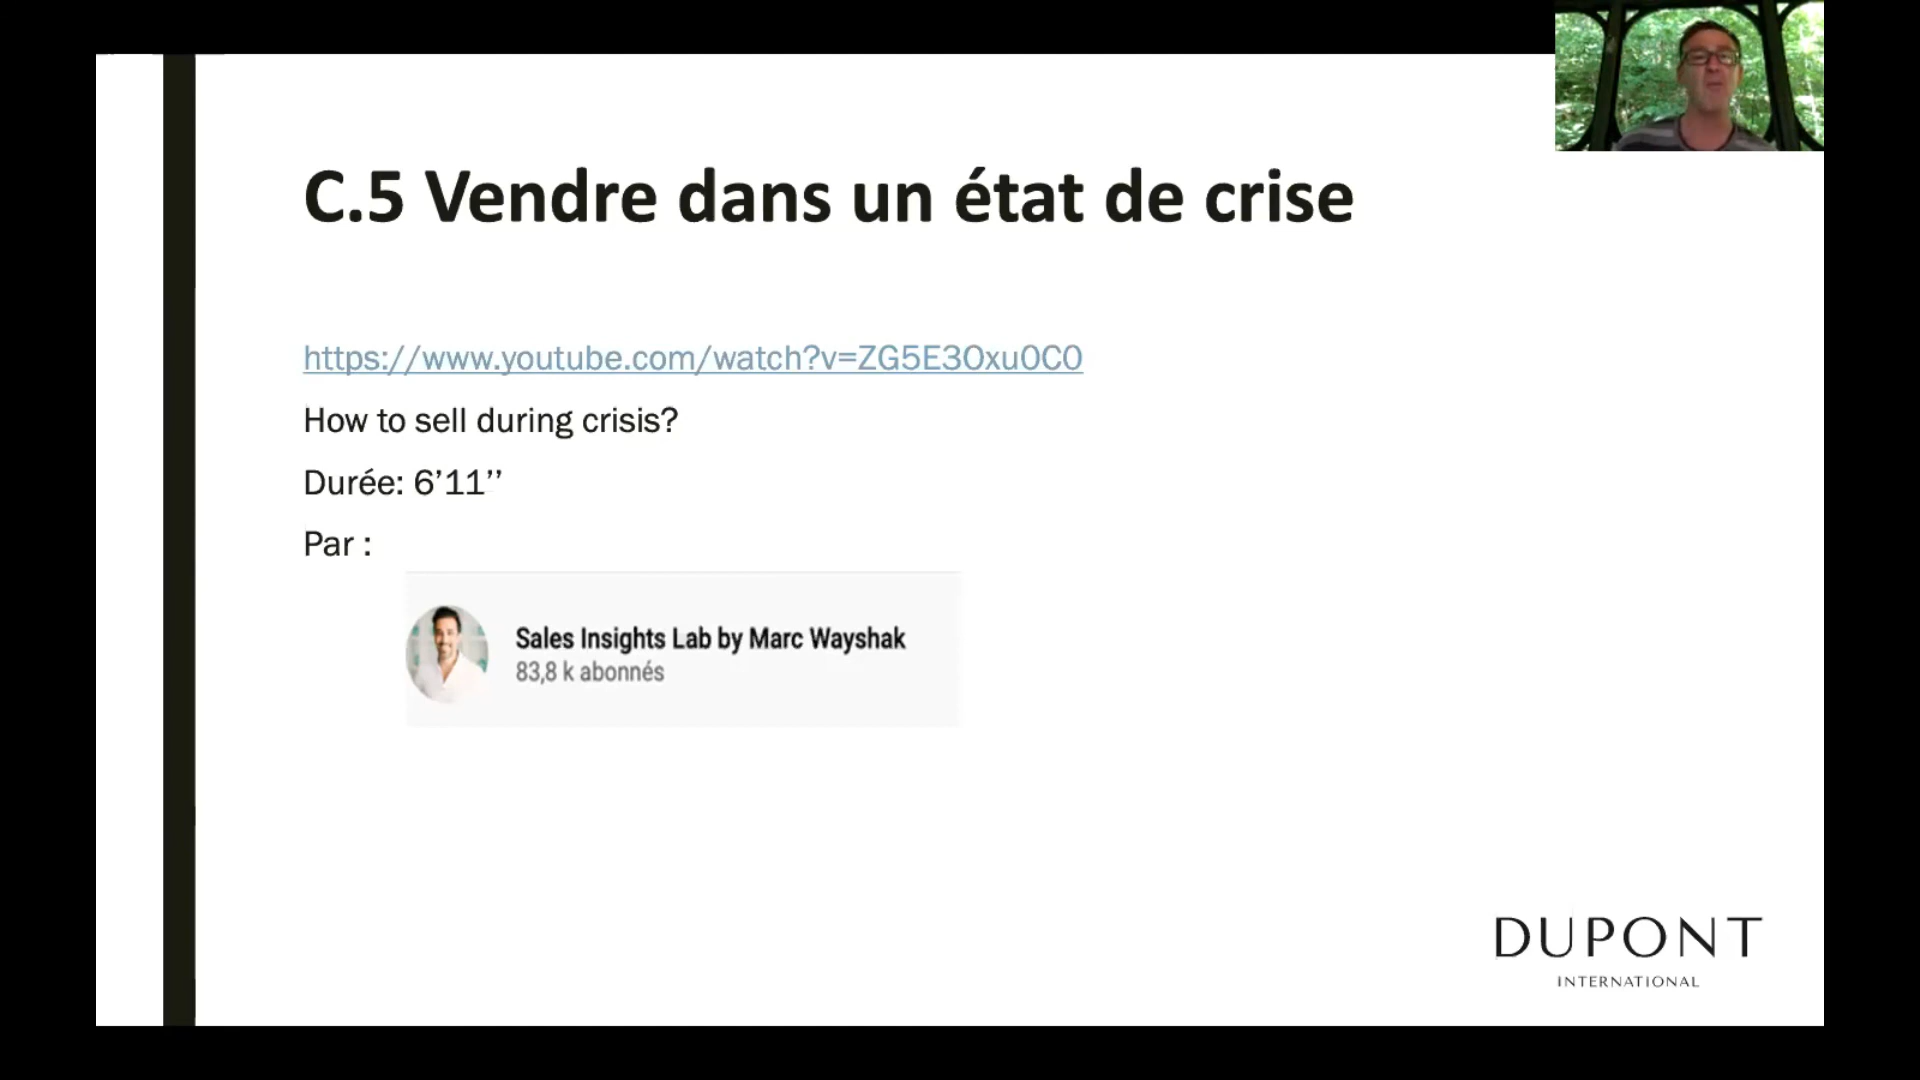 C.5 Vendre dans un état de crise
https://www.youtube.com/watch?v=ZG5E3Oxu0C0
How to sell during crisis?
Durée: 6’11’’
Par :
Sales Insights Lab by Marc Wayshak
83,8 k abonnés
DUPONT
INTERNATIONAL